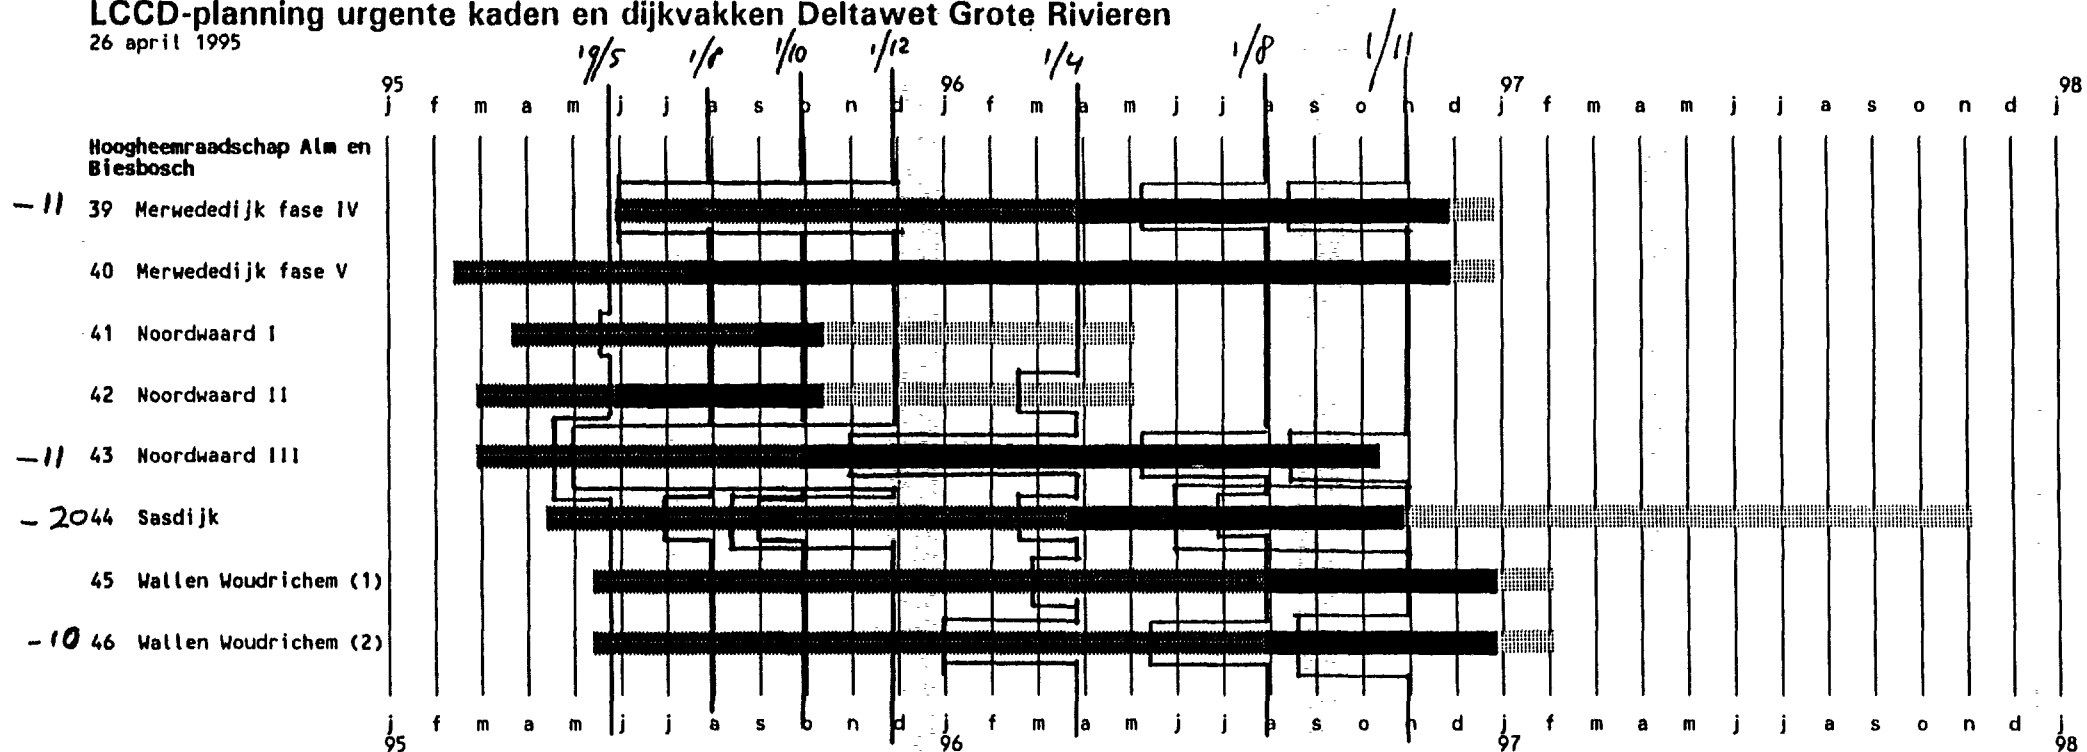 LCCD-planning urgente kaden en dijkvakken Deltawet Grote Rivieren
26 april 1995
19/5 1/8 1/10 1/12 1/4 1/8 1/11
95 96 97 98
j f m a m j j a s o n d j f m a m j j a s o n d j f m a m j j a s o n d j
Hoogheemraadschap Alm en
Biesbosch
-11 39 Merwededijk fase IV
40 Merwededijk fase V
41 Noordwaard I
42 Noordwaard II
-11 43 Noordwaard III
-20 44 Sasdijk
45 Wallen Woudrichem (1)
-10 46 Wallen Woudrichem (2)
j f m a m j j a s o n d j f m a m j j a s o n d j f m a m j j a s o n d j
95 96 97 98